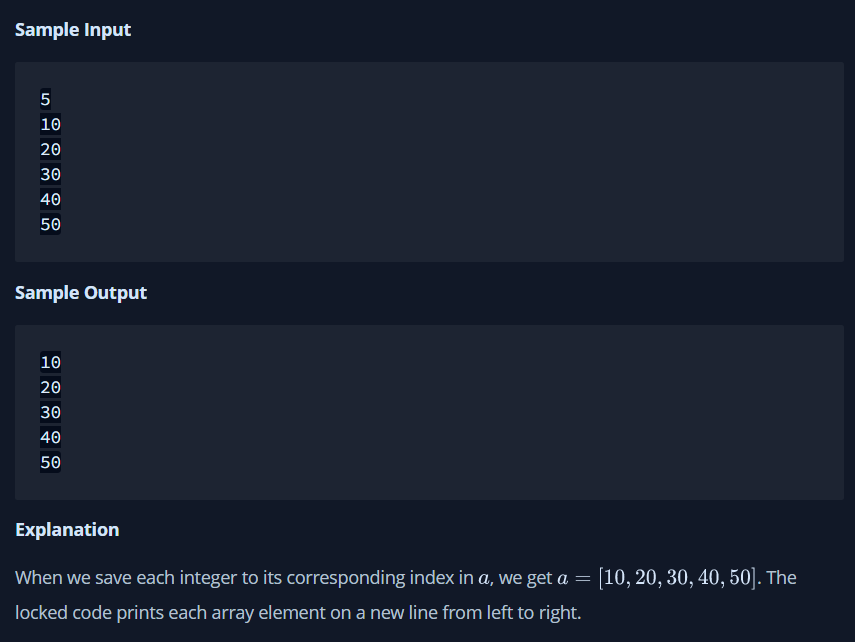 Sample Input
5
10
20
30
40
50
Sample Output
10
20
30
40
50
Explanation
When we save each integer to its corresponding index in a, we get a = [10, 20, 30, 40, 50]. The
locked code prints each array element on a new line from left to right.